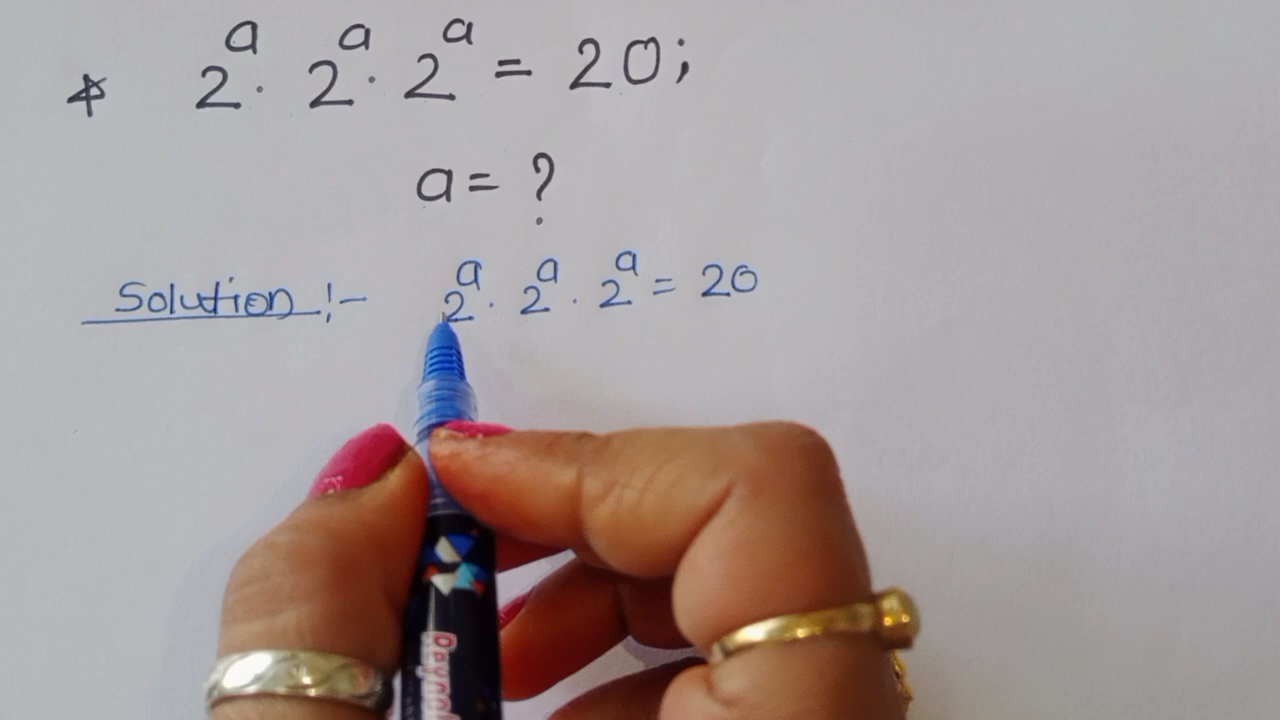 * 2^a · 2^a · 2^a = 20;
a = ?
Solution :- 2^a · 2^a · 2^a = 20